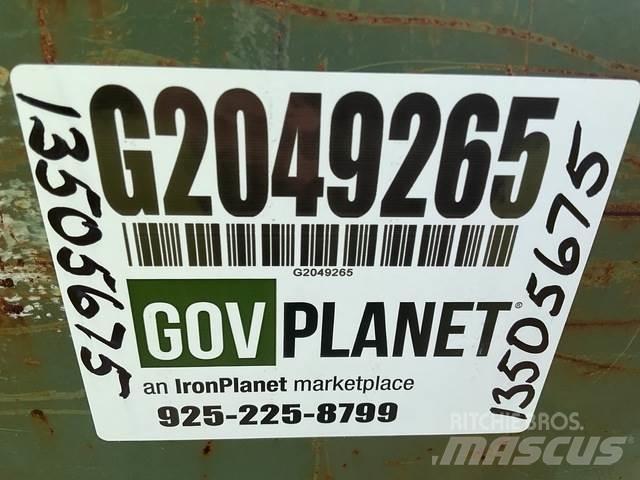 G2049265
G2049265
GOV PLANET®
an IronPlanet marketplace
925-225-8799
13505675
13505675
RITCHIE BROS.
MASCUS